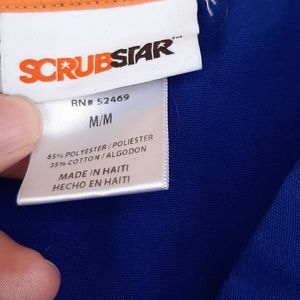 SCRUBSTAR™
RN# 52469
M/M
65% POLYESTER / POLIESTER
35% COTTON / ALGODON
MADE IN HAITI
HECHO EN HAITI